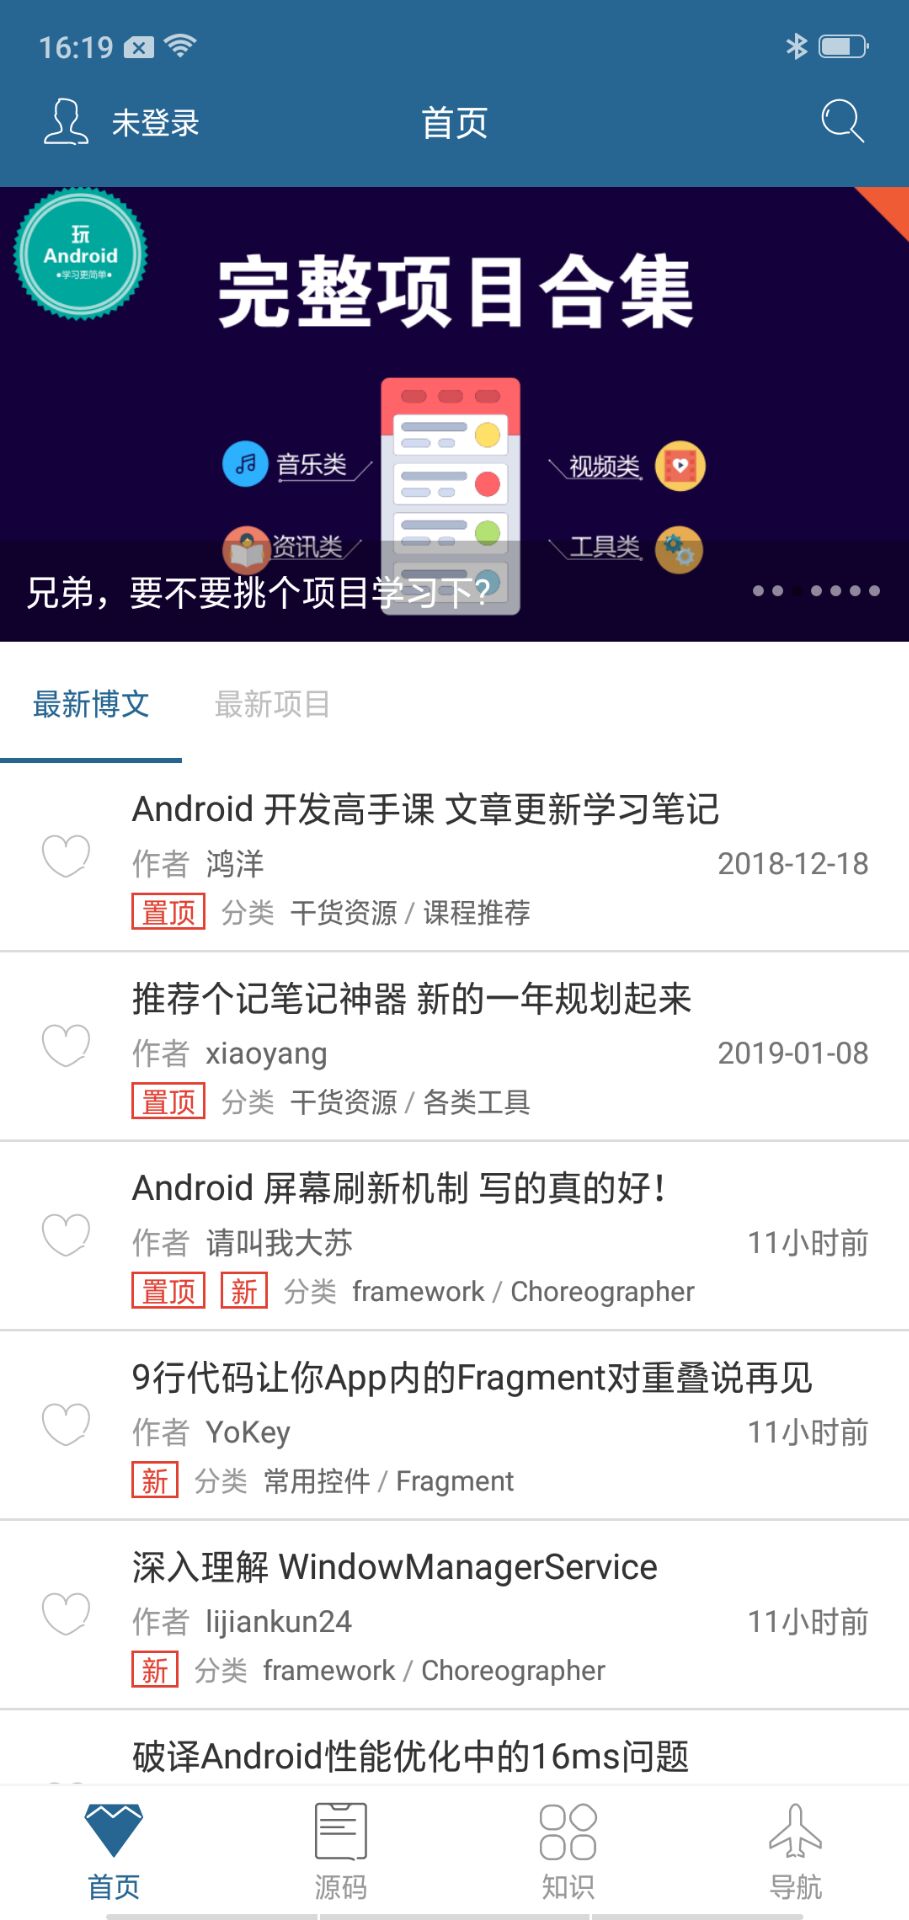 16:19
未登录
首页
玩
Android
•学习更简单•
完整项目合集
音乐类
视频类
资讯类
工具类
兄弟，要不要挑个项目学习下?
最新博文
最新项目
Android 开发高手课 文章更新学习笔记
作者 鸿洋
2018-12-18
置顶 分类 干货资源 / 课程推荐
推荐个记笔记神器 新的一年规划起来
作者 xiaoyang
2019-01-08
置顶 分类 干货资源 / 各类工具
Android 屏幕刷新机制 写的真的好！
作者 请叫我大苏
11小时前
置顶 新 分类 framework / Choreographer
9行代码让你App内的Fragment对重叠说再见
作者 YoKey
11小时前
新 分类 常用控件 / Fragment
深入理解 WindowManagerService
作者 lijiankun24
11小时前
新 分类 framework / Choreographer
破译Android性能优化中的16ms问题
首页
源码
知识
导航